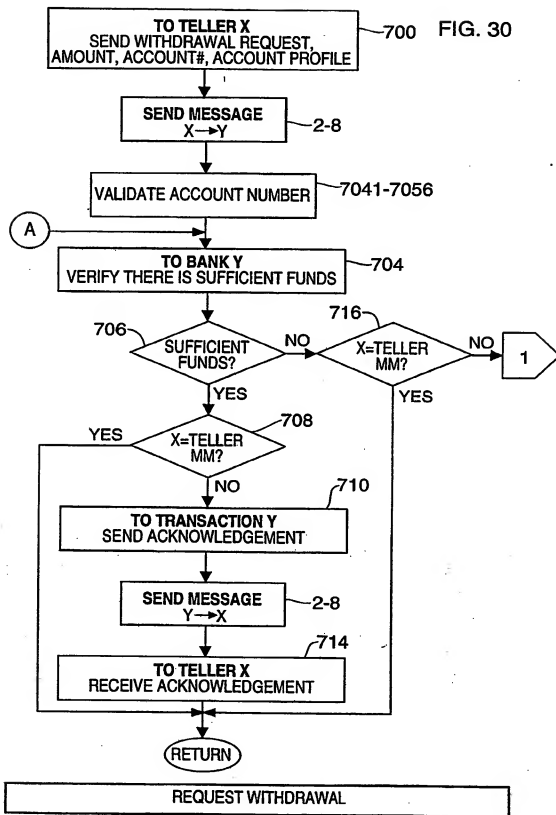 FIG. 30
TO TELLER X
SEND WITHDRAWAL REQUEST,
AMOUNT, ACCOUNT#, ACCOUNT PROFILE
700
SEND MESSAGE
X→Y
2-8
VALIDATE ACCOUNT NUMBER
7041-7056
A
TO BANK Y
VERIFY THERE IS SUFFICIENT FUNDS
704
706
SUFFICIENT
FUNDS?
NO
YES
716
X=TELLER
MM?
NO
YES
1
708
X=TELLER
MM?
YES
NO
710
TO TRANSACTION Y
SEND ACKNOWLEDGEMENT
SEND MESSAGE
Y→X
2-8
714
TO TELLER X
RECEIVE ACKNOWLEDGEMENT
RETURN
REQUEST WITHDRAWAL